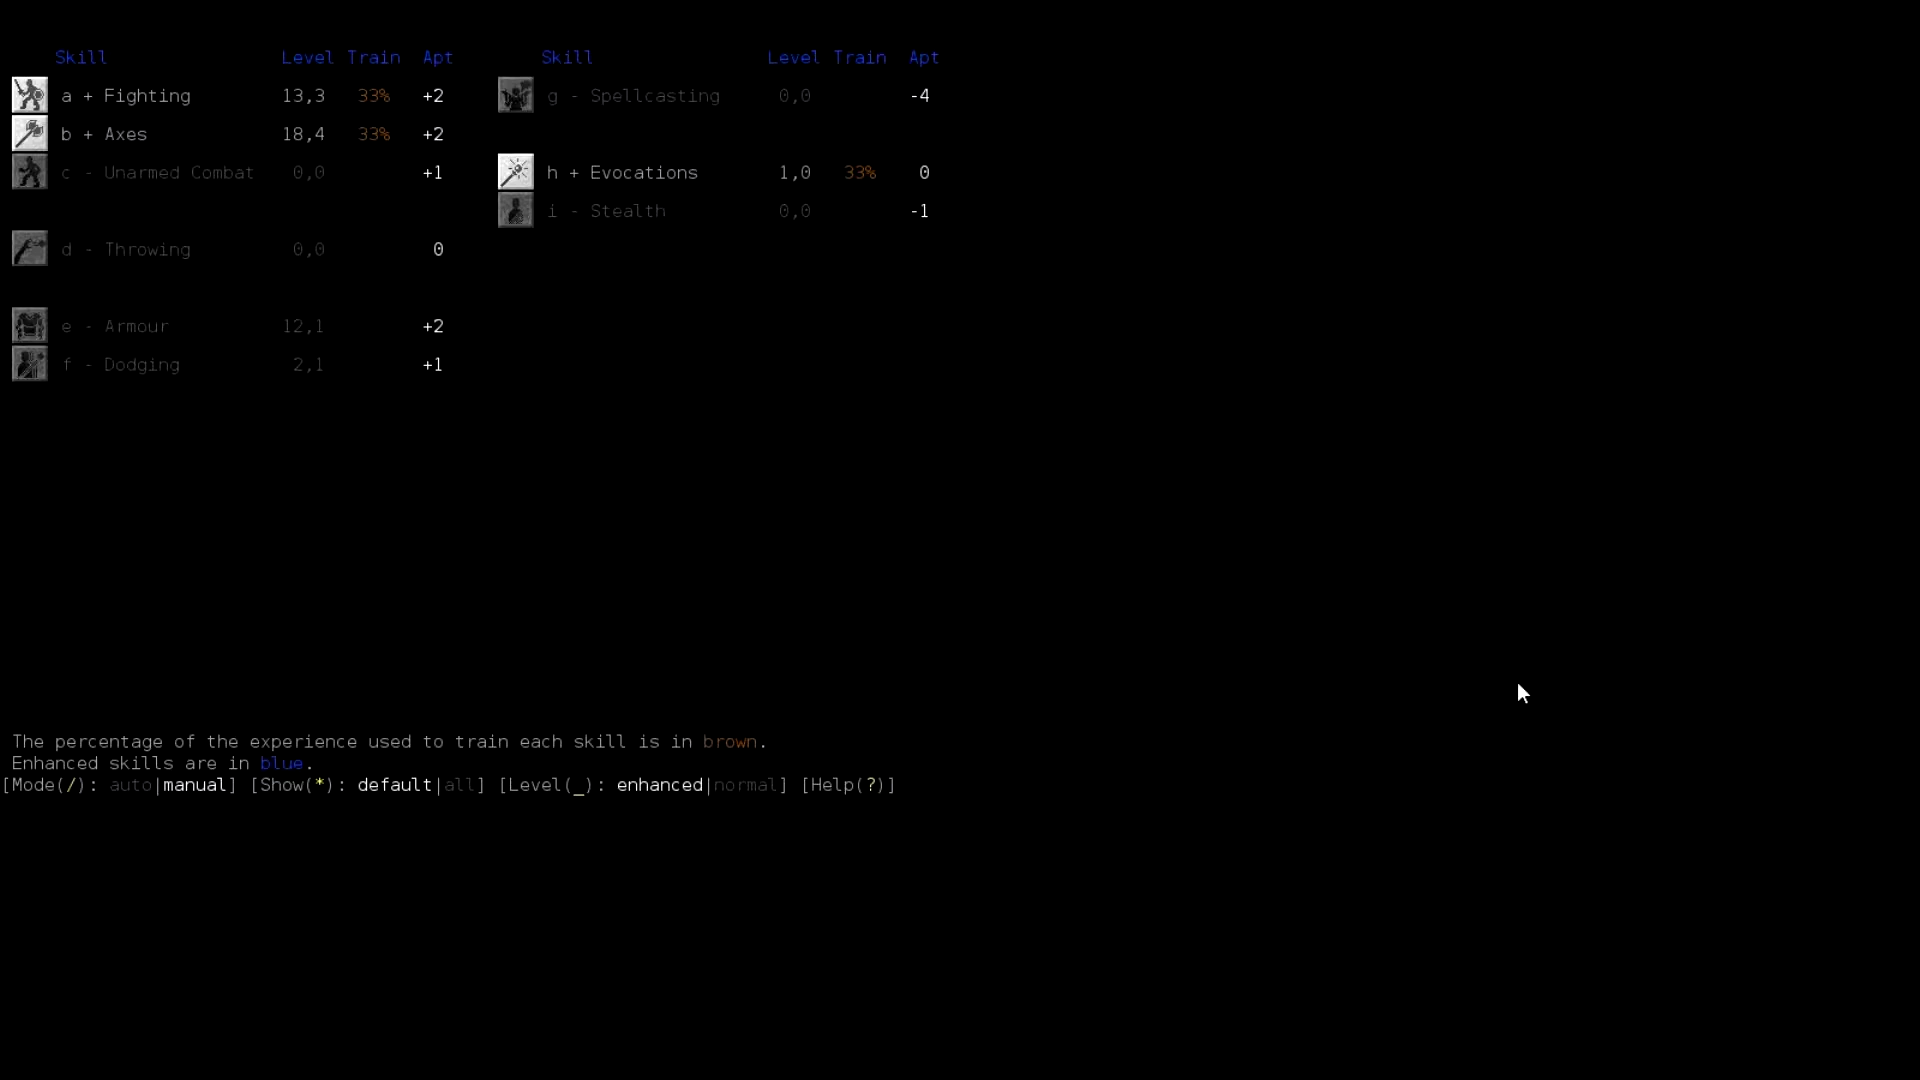 Skill Level Train Apt Skill Level Train Apt
a + Fighting 13,3 33% +2 g - Spellcasting 0,0 -4
b + Axes 18,4 33% +2
c - Unarmed Combat 0,0 +1 h + Evocations 1,0 33% 0
i - Stealth 0,0 -1
d - Throwing 0,0 0
e - Armour 12,1 +2
f - Dodging 2,1 +1
The percentage of the experience used to train each skill is in brown.
Enhanced skills are in blue.
[Mode(/): auto|manual] [Show(*): default|all] [Level(_): enhanced|normal] [Help(?)]